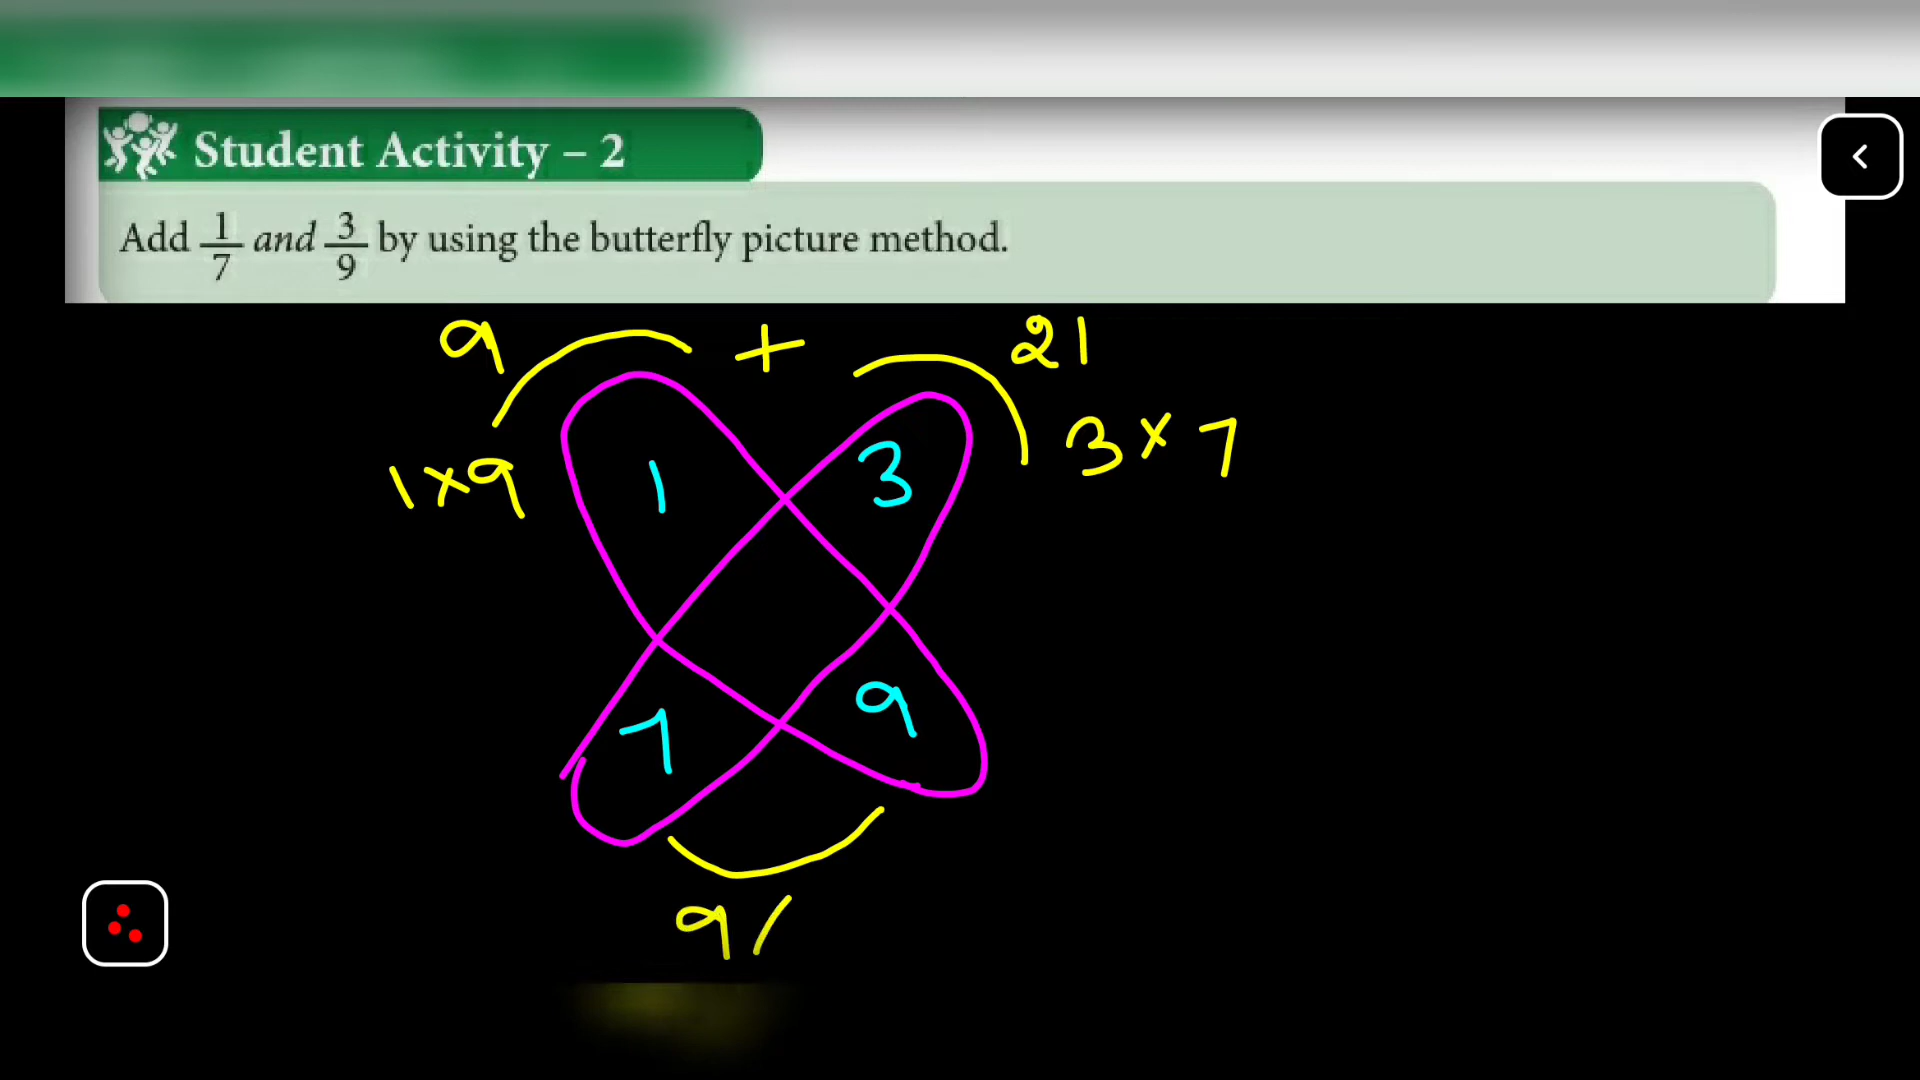 Student Activity – 2
Add 1/7 and 3/9 by using the butterfly picture method.
9 + 21
1×9 1 3 3×7
7 9
9